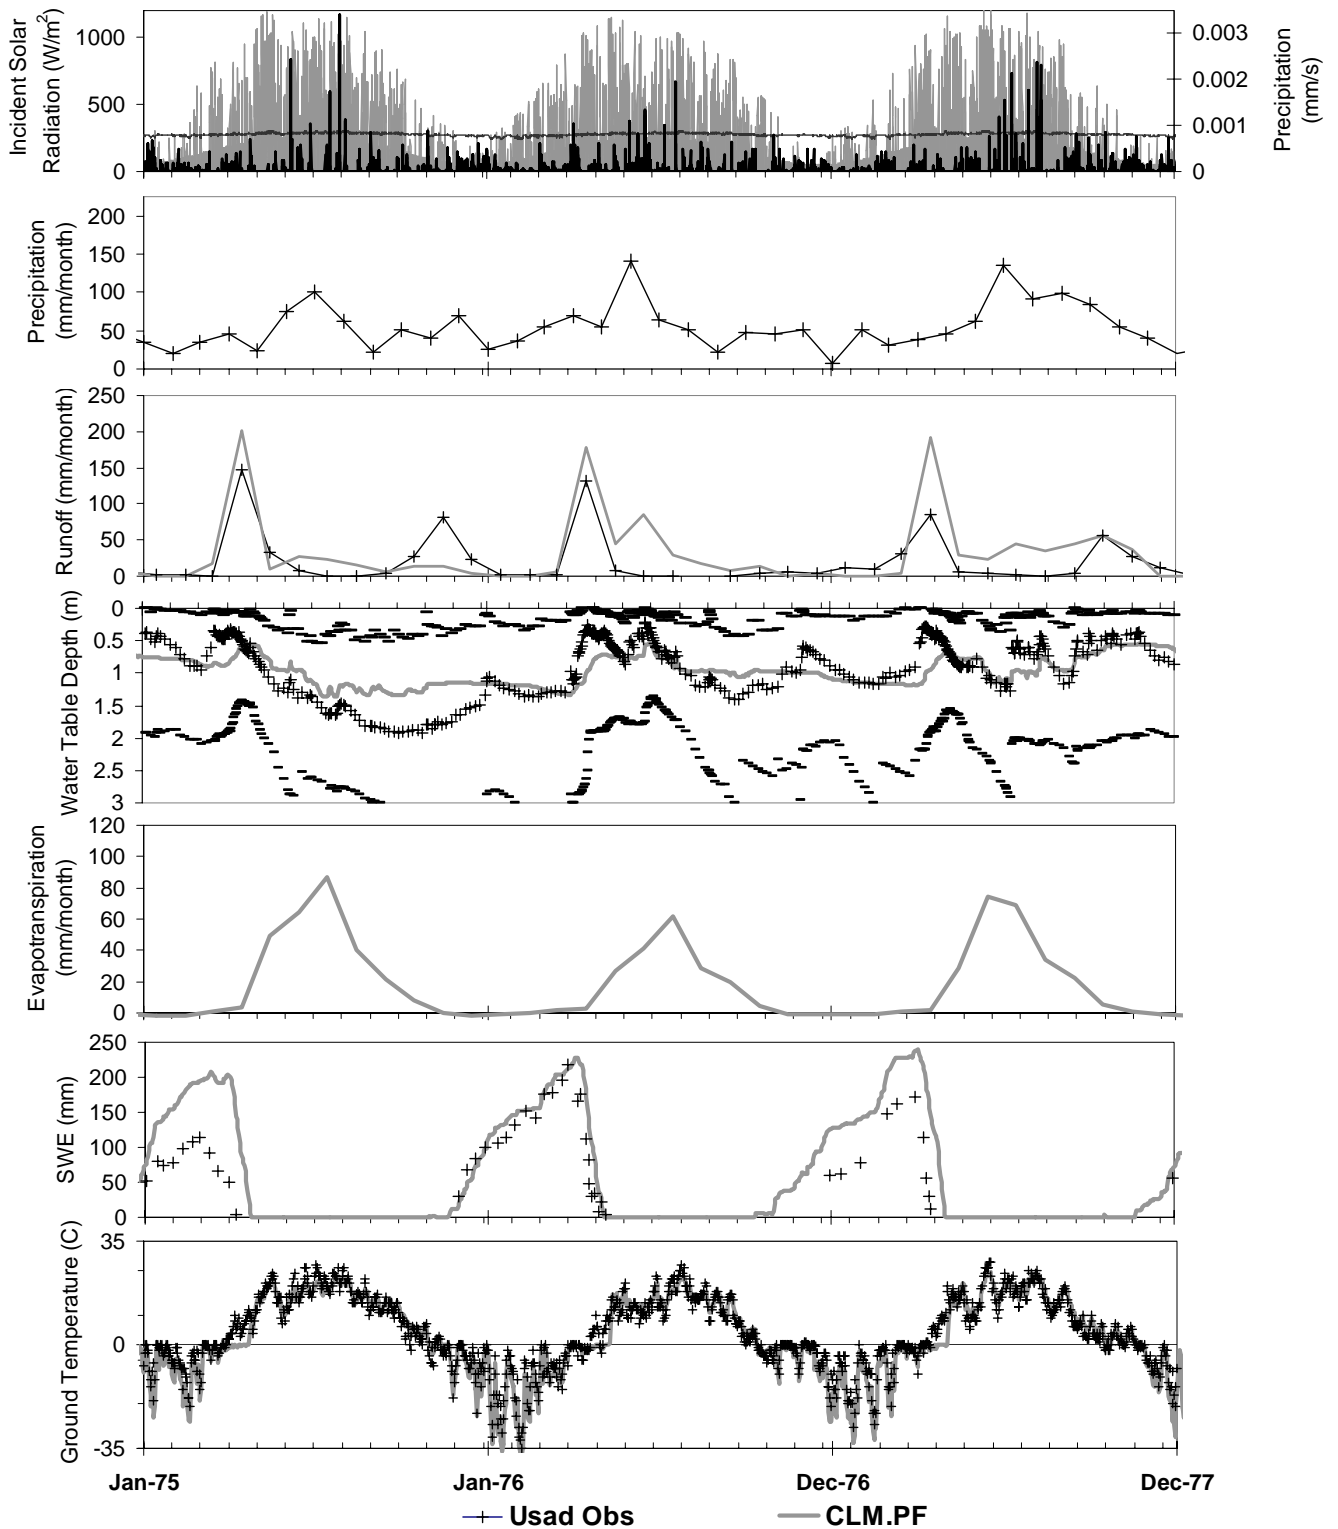 Incident Solar
Radiation (W/m²)
1000
500
0
0.003
0.002
0.001
0
Precipitation
(mm/s)
Precipitation
(mm/month)
200
150
100
50
0
Runoff (mm/month)
250
200
150
100
50
0
Water Table Depth (m)
0
0.5
1
1.5
2
2.5
3
Evapotranspiration
(mm/month)
120
100
80
60
40
20
0
SWE (mm)
250
200
150
100
50
0
Ground Temperature (C)
35
0
-35
Jan-75 Jan-76 Dec-76 Dec-77
Usad Obs CLM.PF